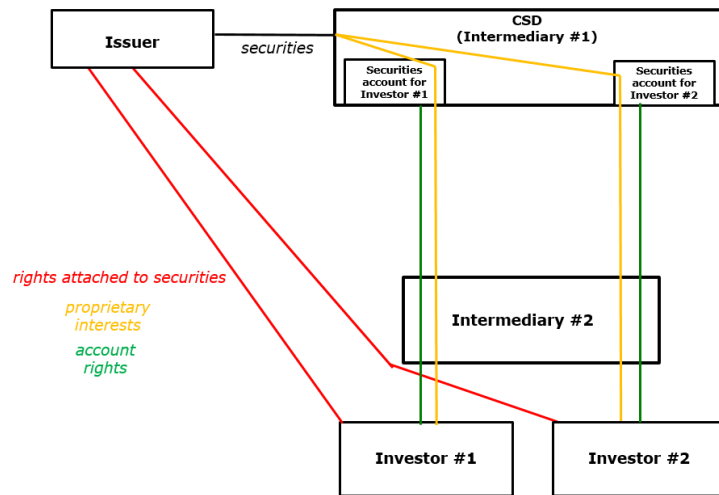 Issuer
securities
CSD
(Intermediary #1)
Securities
account for
Investor #1
Securities
account for
Investor #2
rights attached to securities
proprietary
interests
account
rights
Intermediary #2
Investor #1
Investor #2